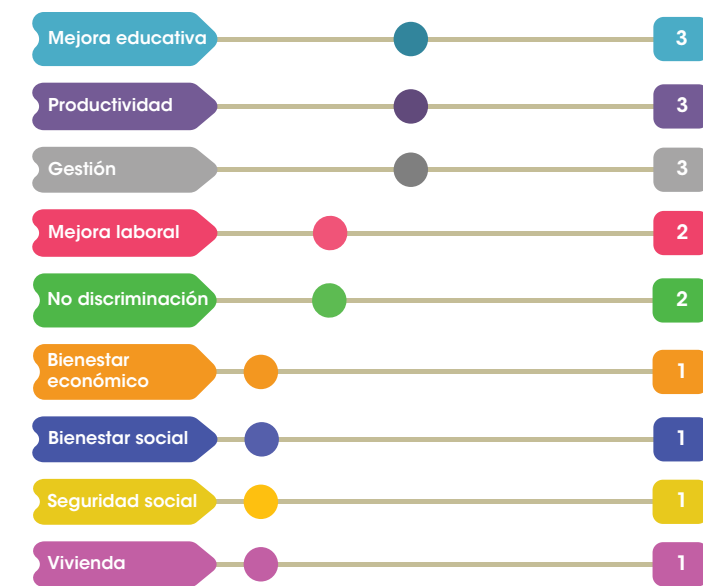 Mejora educativa 3
Productividad 3
Gestión 3
Mejora laboral 2
No discriminación 2
Bienestar
económico 1
Bienestar social 1
Seguridad social 1
Vivienda 1